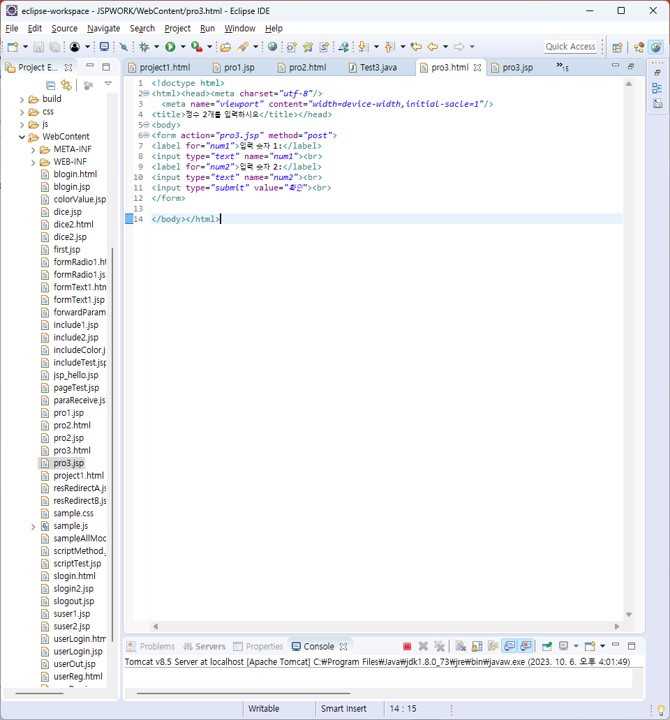 eclipse-workspace - JSPWORK/WebContent/pro3.html - Eclipse IDE
File Edit Source Navigate Search Project Run Window Help
Quick Access
Project E...
build
css
js
WebContent
META-INF
WEB-INF
blogin.html
blogin.jsp
colorValue.jsp
dice.jsp
dice2.html
dice2.jsp
first.jsp
formRadio1.ht
formRadio1.js
formText1.htn
formText1.jsp
forwardParam
include1.jsp
include2.jsp
includeColor.j
includeTest.jsp
jsp_hello.jsp
pageTest.jsp
paraReceive.js
pro1.jsp
pro2.html
pro2.jsp
pro3.html
pro3.jsp
project1.html
resRedirectA.j
resRedirectB.js
sample.css
sample.js
sampleAllMoc
scriptMethod.
scriptTest.jsp
slogin.html
slogin2.jsp
slogout.jsp
suser1.jsp
suser2.jsp
userLogin.htm
userLogin.jsp
userOut.jsp
userReg.html
project1.html pro1.jsp pro2.html Test3.java pro3.html pro3.jsp »15
1 <!doctype html>
2 <html><head><meta charset="utf-8"/>
3 <meta name="viewport" content="width=device-width,initial-sacle=1"/>
4 <title>정수 2개를 입력하시오</title></head>
5 <body>
6 <form action="pro3.jsp" method="post">
7 <label for="num1">입력 숫자 1:</label>
8 <input type="text" name="num1"><br>
9 <label for="num2">입력 숫자 2:</label>
10 <input type="text" name="num2"><br>
11 <input type="submit" value="확인"><br>
12 </form>
13
14 </body></html>
Problems Servers Properties Console
Tomcat v8.5 Server at localhost [Apache Tomcat] C:₩Program Files₩Java₩jdk1.8.0_73₩jre₩bin₩javaw.exe (2023. 10. 6. 오후 4:01:49)
Writable Smart Insert 14 : 15